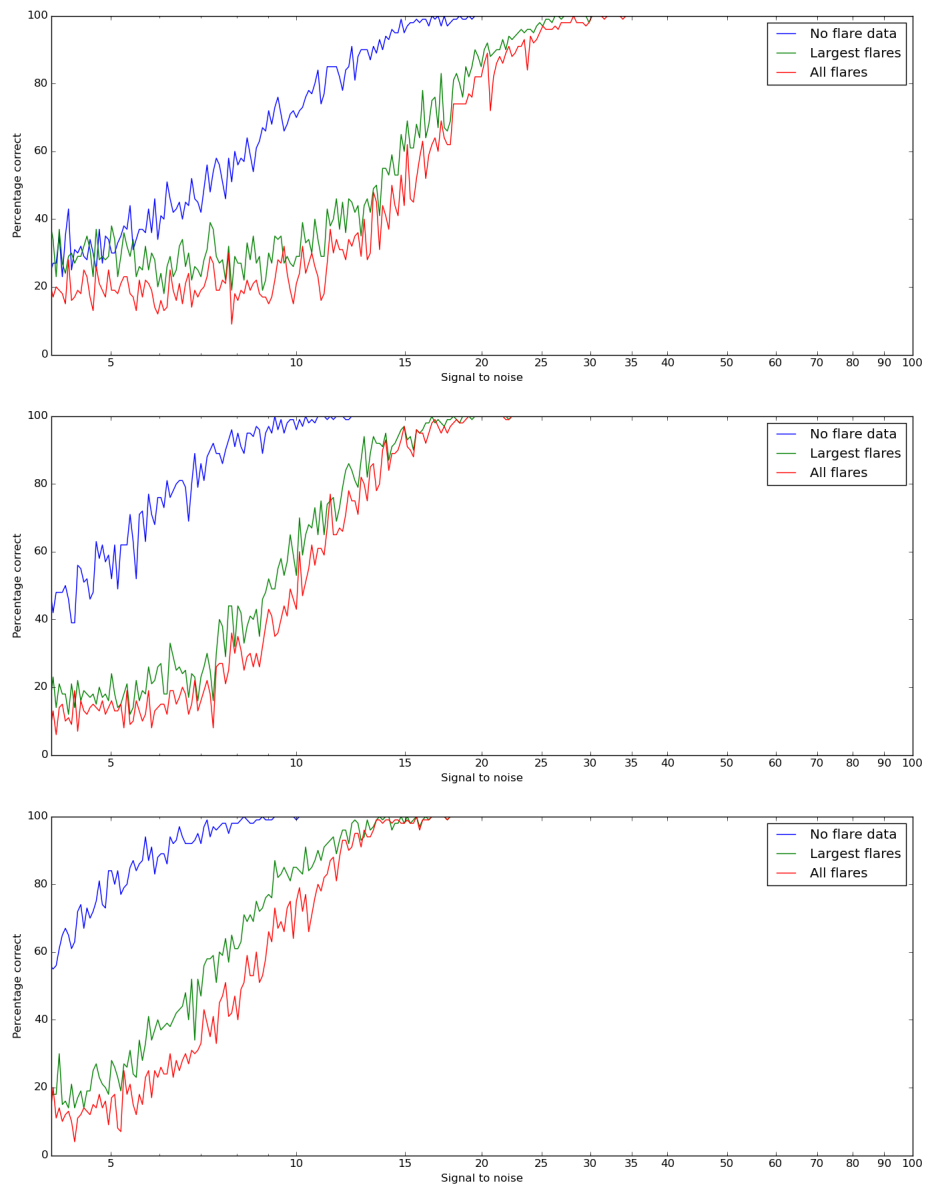 100
No flare data
Largest flares
All flares
80
60
Percentage correct
40
20
0
5 10 15 20 25 30 35 40 50 60 70 80 90 100
Signal to noise
100
No flare data
Largest flares
All flares
80
60
Percentage correct
40
20
0
5 10 15 20 25 30 35 40 50 60 70 80 90 100
Signal to noise
100
No flare data
Largest flares
All flares
80
60
Percentage correct
40
20
0
5 10 15 20 25 30 35 40 50 60 70 80 90 100
Signal to noise